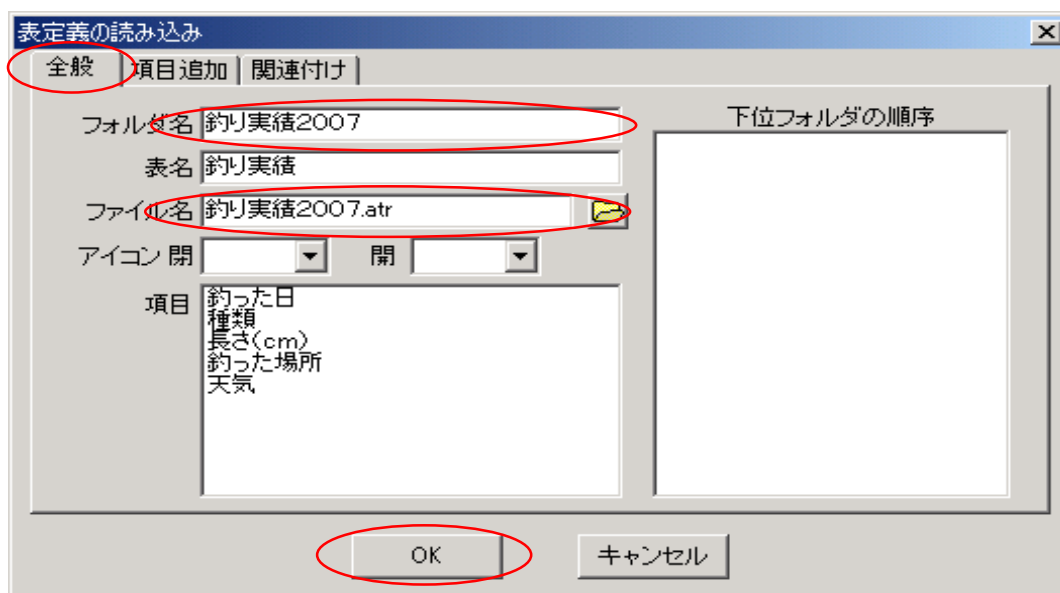 表定義の読み込み
全般 項目追加 関連付け
フォルダ名 釣り実績2007
表名 釣り実績
ファイル名 釣り実績2007.atr
アイコン 閉 開
項目
釣った日
種類
長さ(cm)
釣った場所
天気
下位フォルダの順序
OK キャンセル